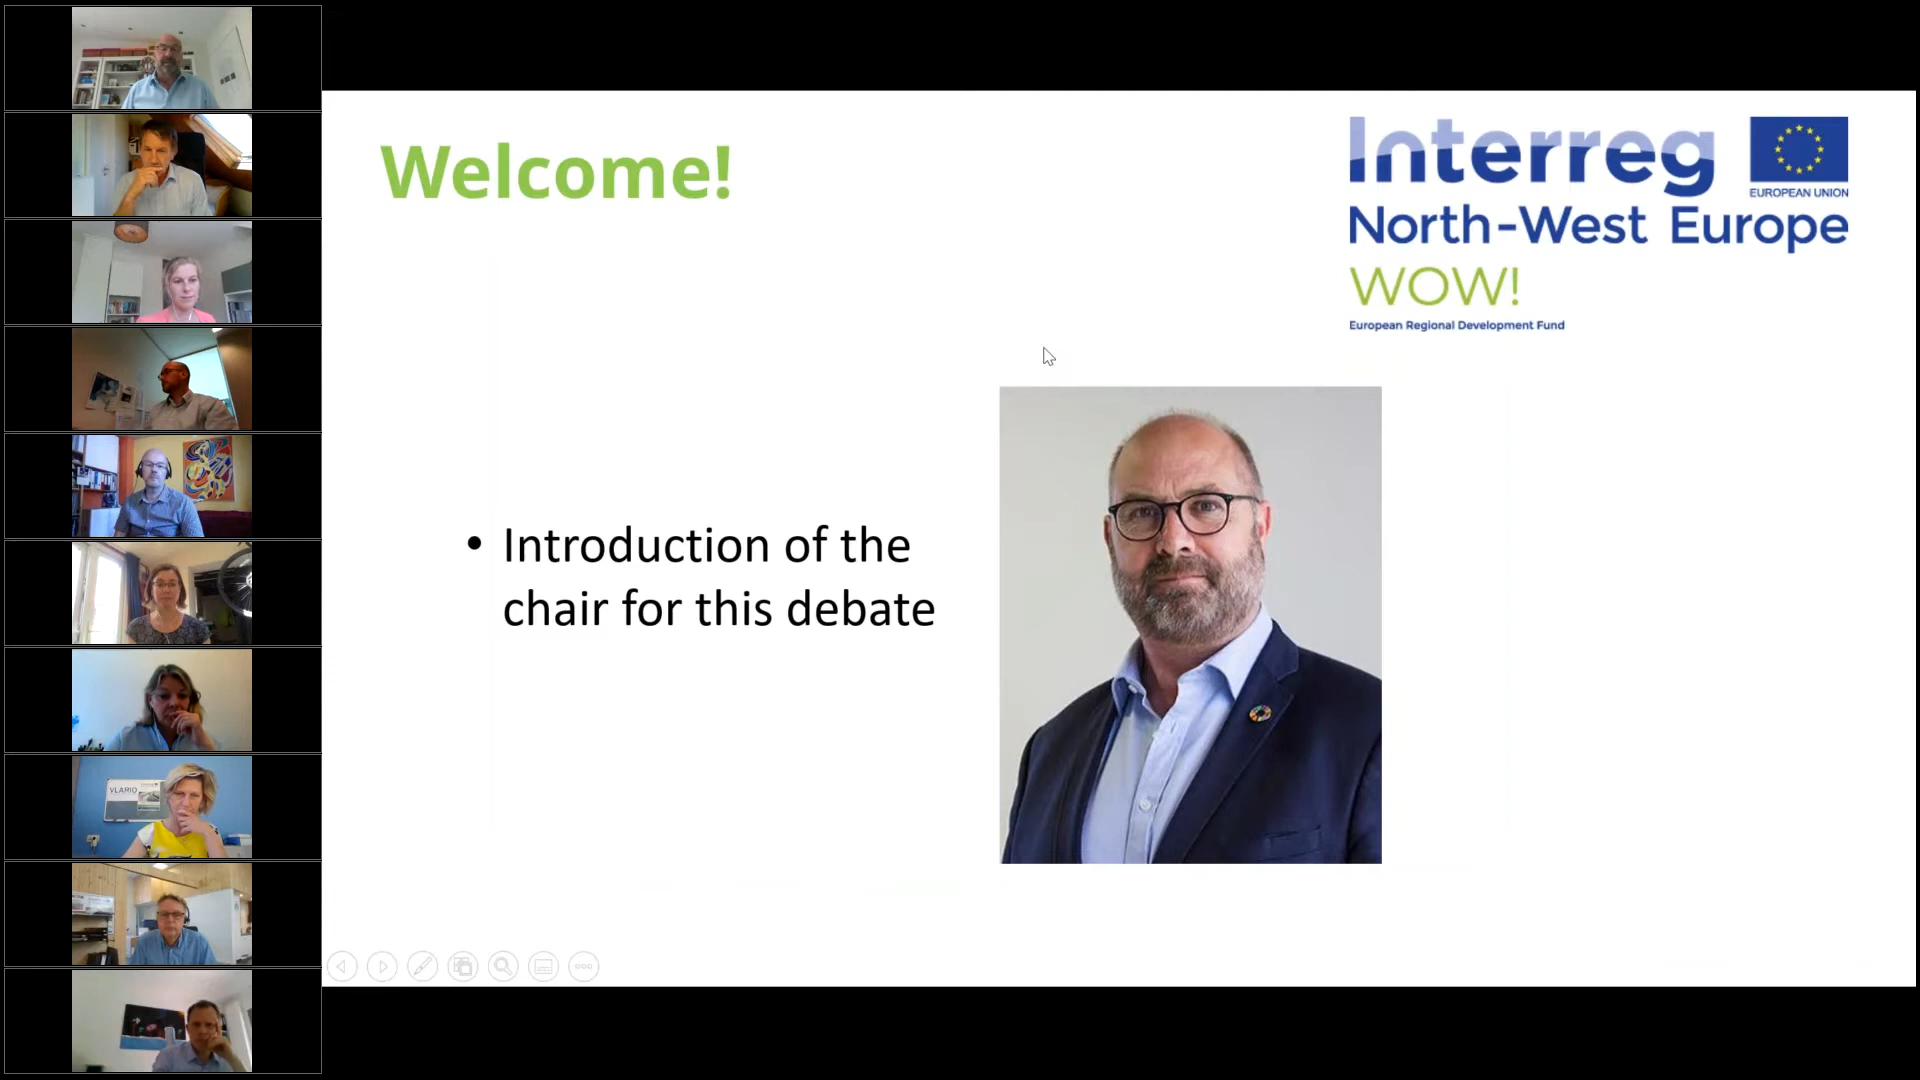 Welcome!
Interreg
EUROPEAN UNION
North-West Europe
WOW!
European Regional Development Fund
• Introduction of the
chair for this debate
VLARIO